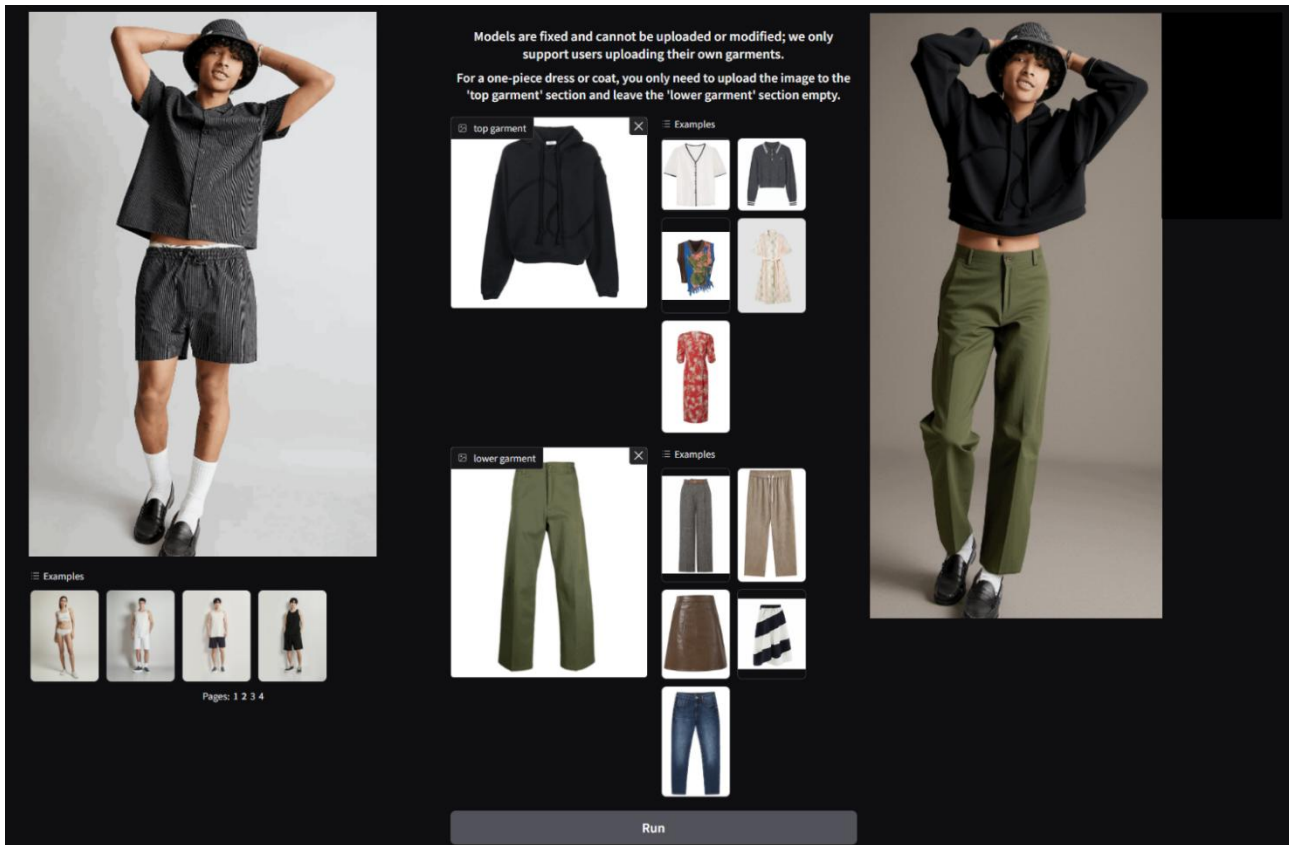 Models are fixed and cannot be uploaded or modified; we only
support users uploading their own garments.
For a one-piece dress or coat, you only need to upload the image to the
'top garment' section and leave the 'lower garment' section empty.
top garment
Examples
lower garment
Examples
Examples
Pages: 1 2 3 4
Run